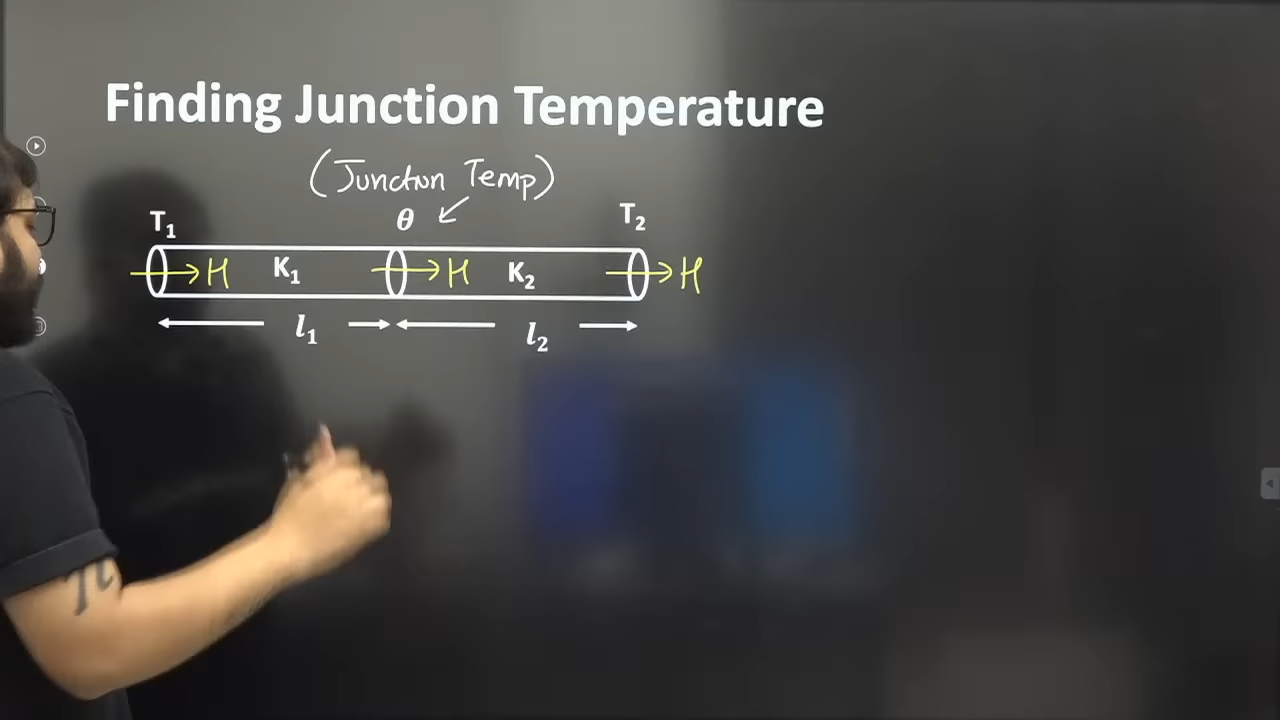 Finding Junction Temperature
(Junction Temp)
T₁ θ T₂
H K₁ H K₂ H
l₁ l₂
π